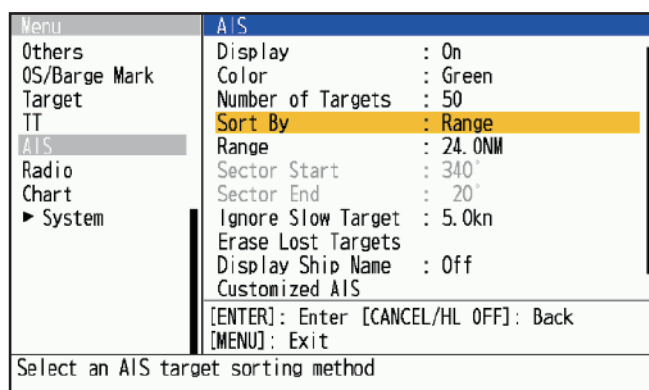 Menu
Others
OS/Barge Mark
Target
TT
AIS
Radio
Chart
► System
AIS
Display : On
Color : Green
Number of Targets : 50
Sort By : Range
Range : 24.0NM
Sector Start : 340°
Sector End : 20°
Ignore Slow Target : 5.0kn
Erase Lost Targets
Display Ship Name : Off
Customized AIS
[ENTER]: Enter [CANCEL/HL OFF]: Back
[MENU]: Exit
Select an AIS target sorting method